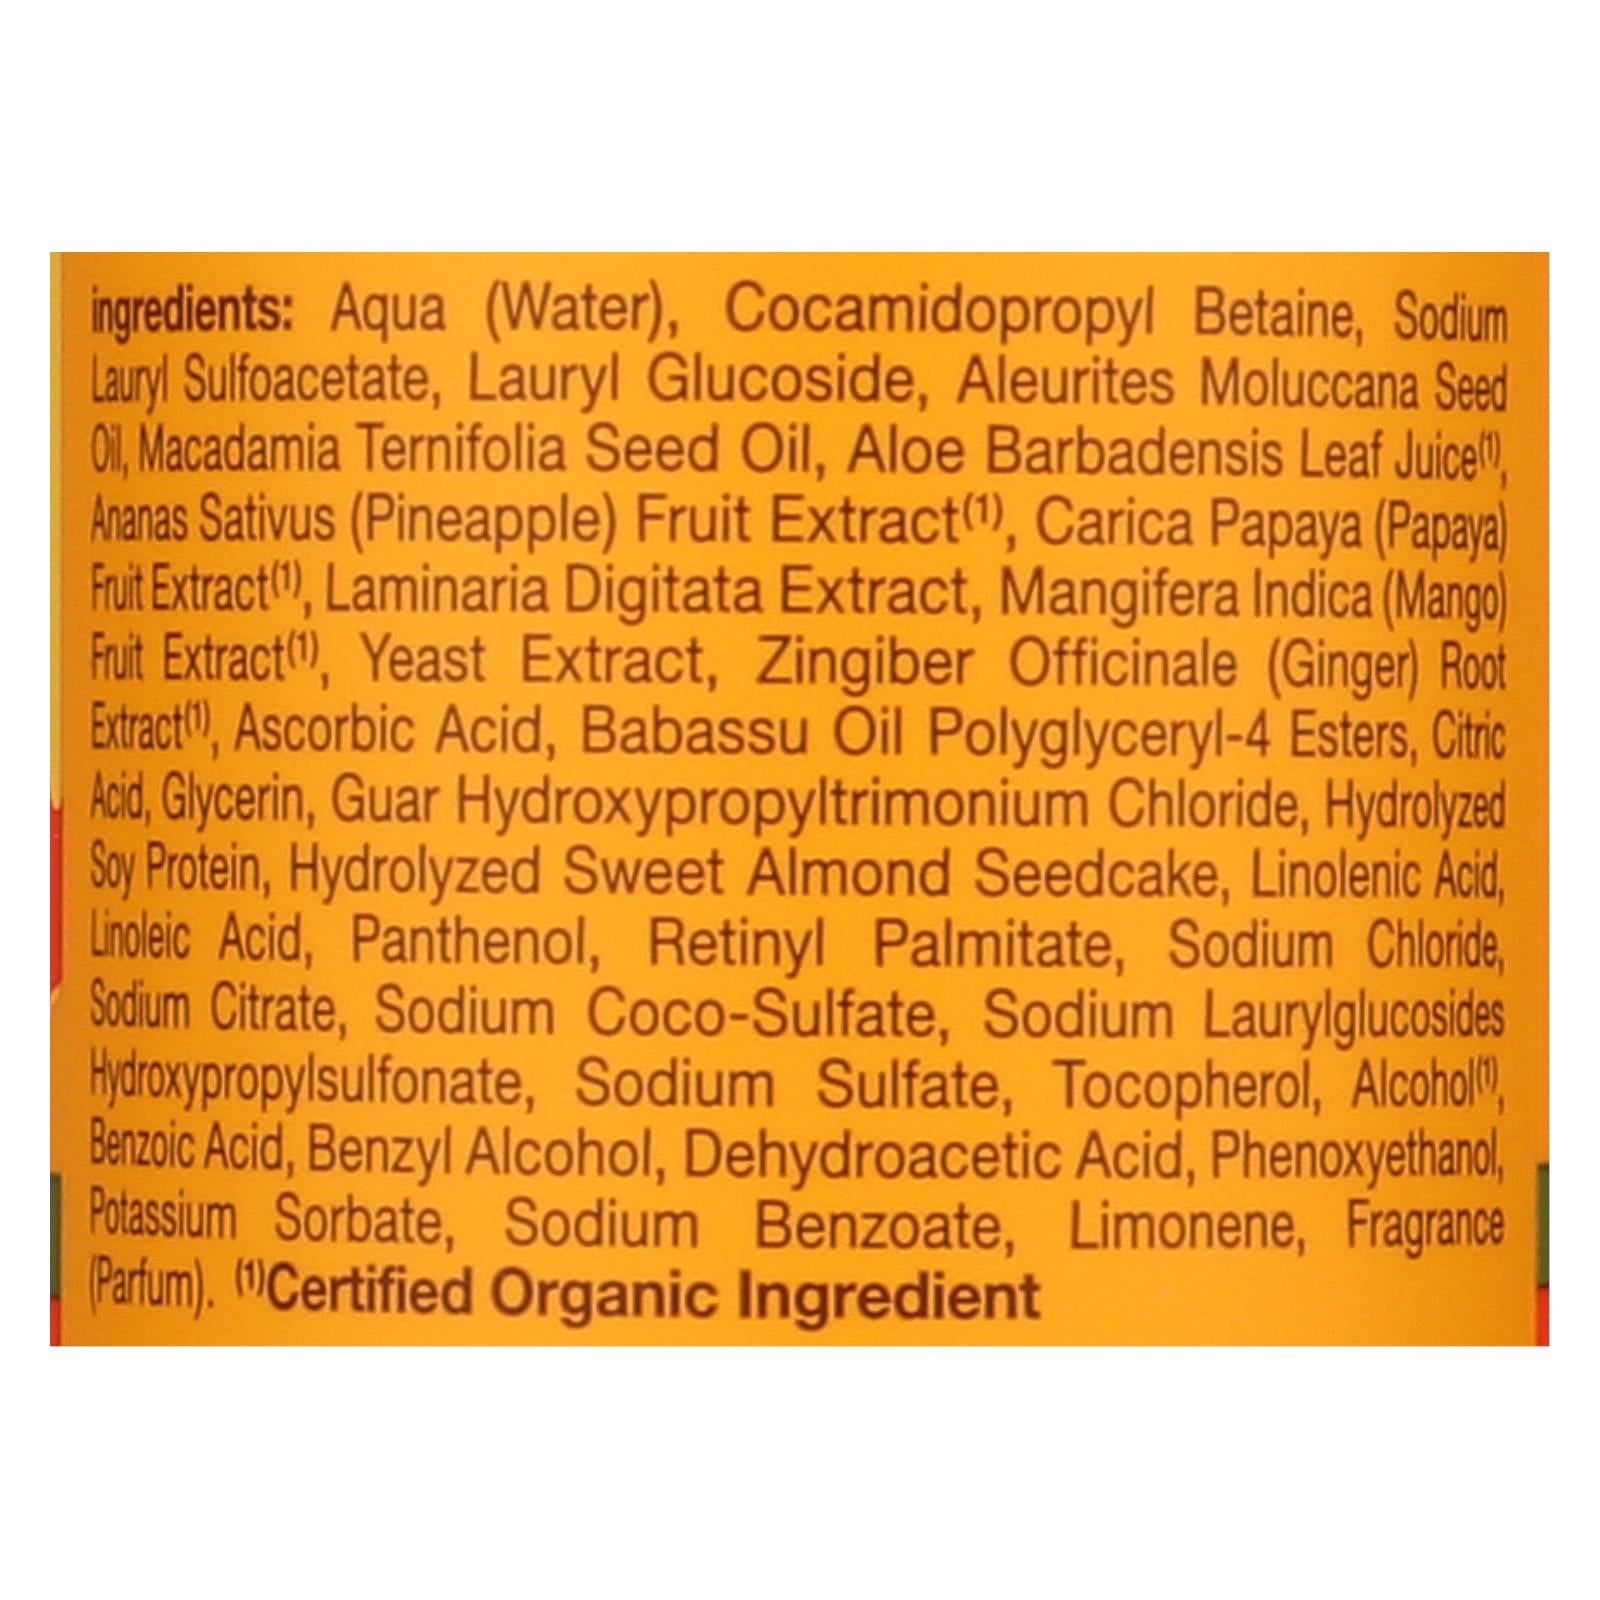 ingredients: Aqua (Water), Cocamidopropyl Betaine, Sodium
Lauryl Sulfoacetate, Lauryl Glucoside, Aleurites Moluccana Seed
Oil, Macadamia Ternifolia Seed Oil, Aloe Barbadensis Leaf Juice(1),
Ananas Sativus (Pineapple) Fruit Extract(1), Carica Papaya (Papaya)
Fruit Extract(1), Laminaria Digitata Extract, Mangifera Indica (Mango)
Fruit Extract(1), Yeast Extract, Zingiber Officinale (Ginger) Root
Extract(1), Ascorbic Acid, Babassu Oil Polyglyceryl-4 Esters, Citric
Acid, Glycerin, Guar Hydroxypropyltrimonium Chloride, Hydrolyzed
Soy Protein, Hydrolyzed Sweet Almond Seedcake, Linolenic Acid,
Linoleic Acid, Panthenol, Retinyl Palmitate, Sodium Chloride,
Sodium Citrate, Sodium Coco-Sulfate, Sodium Laurylglucosides
Hydroxypropylsulfonate, Sodium Sulfate, Tocopherol, Alcohol(1),
Benzoic Acid, Benzyl Alcohol, Dehydroacetic Acid, Phenoxyethanol,
Potassium Sorbate, Sodium Benzoate, Limonene, Fragrance
(Parfum). (1)Certified Organic Ingredient